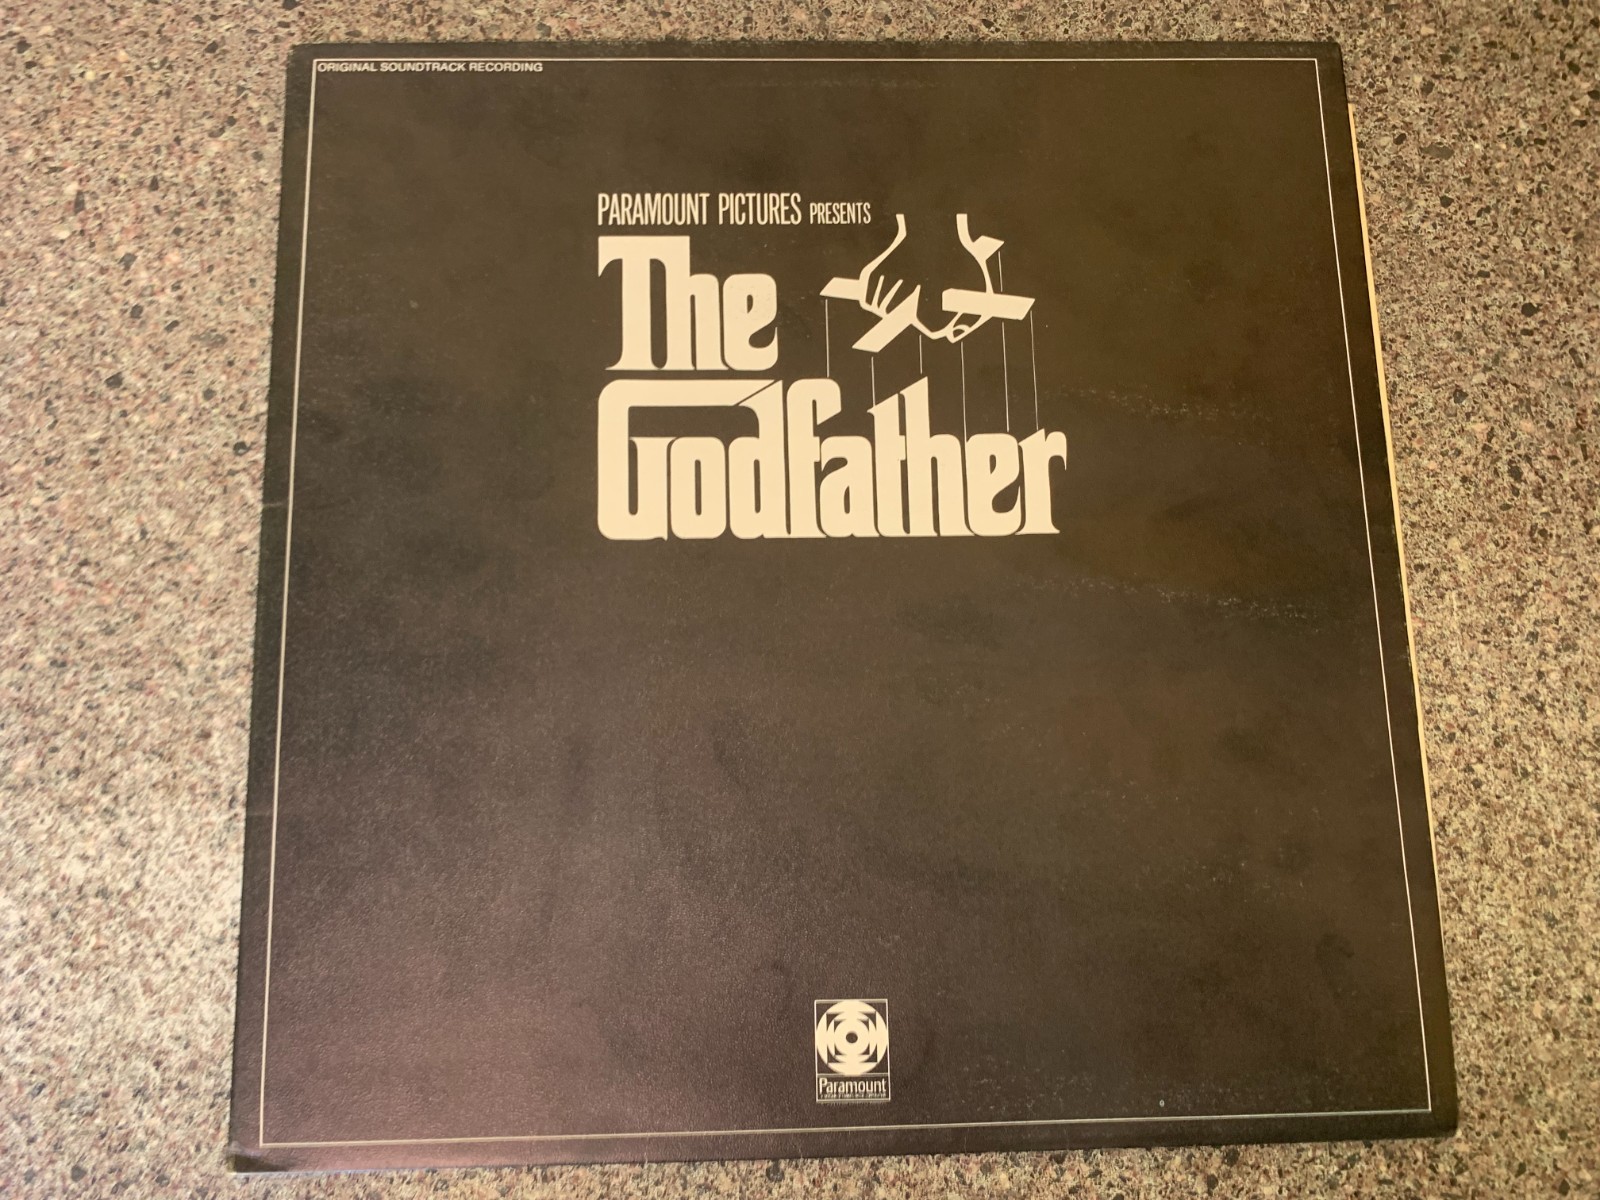 ORIGINAL SOUNDTRACK RECORDING
PARAMOUNT PICTURES PRESENTS
The
Godfather
Paramount